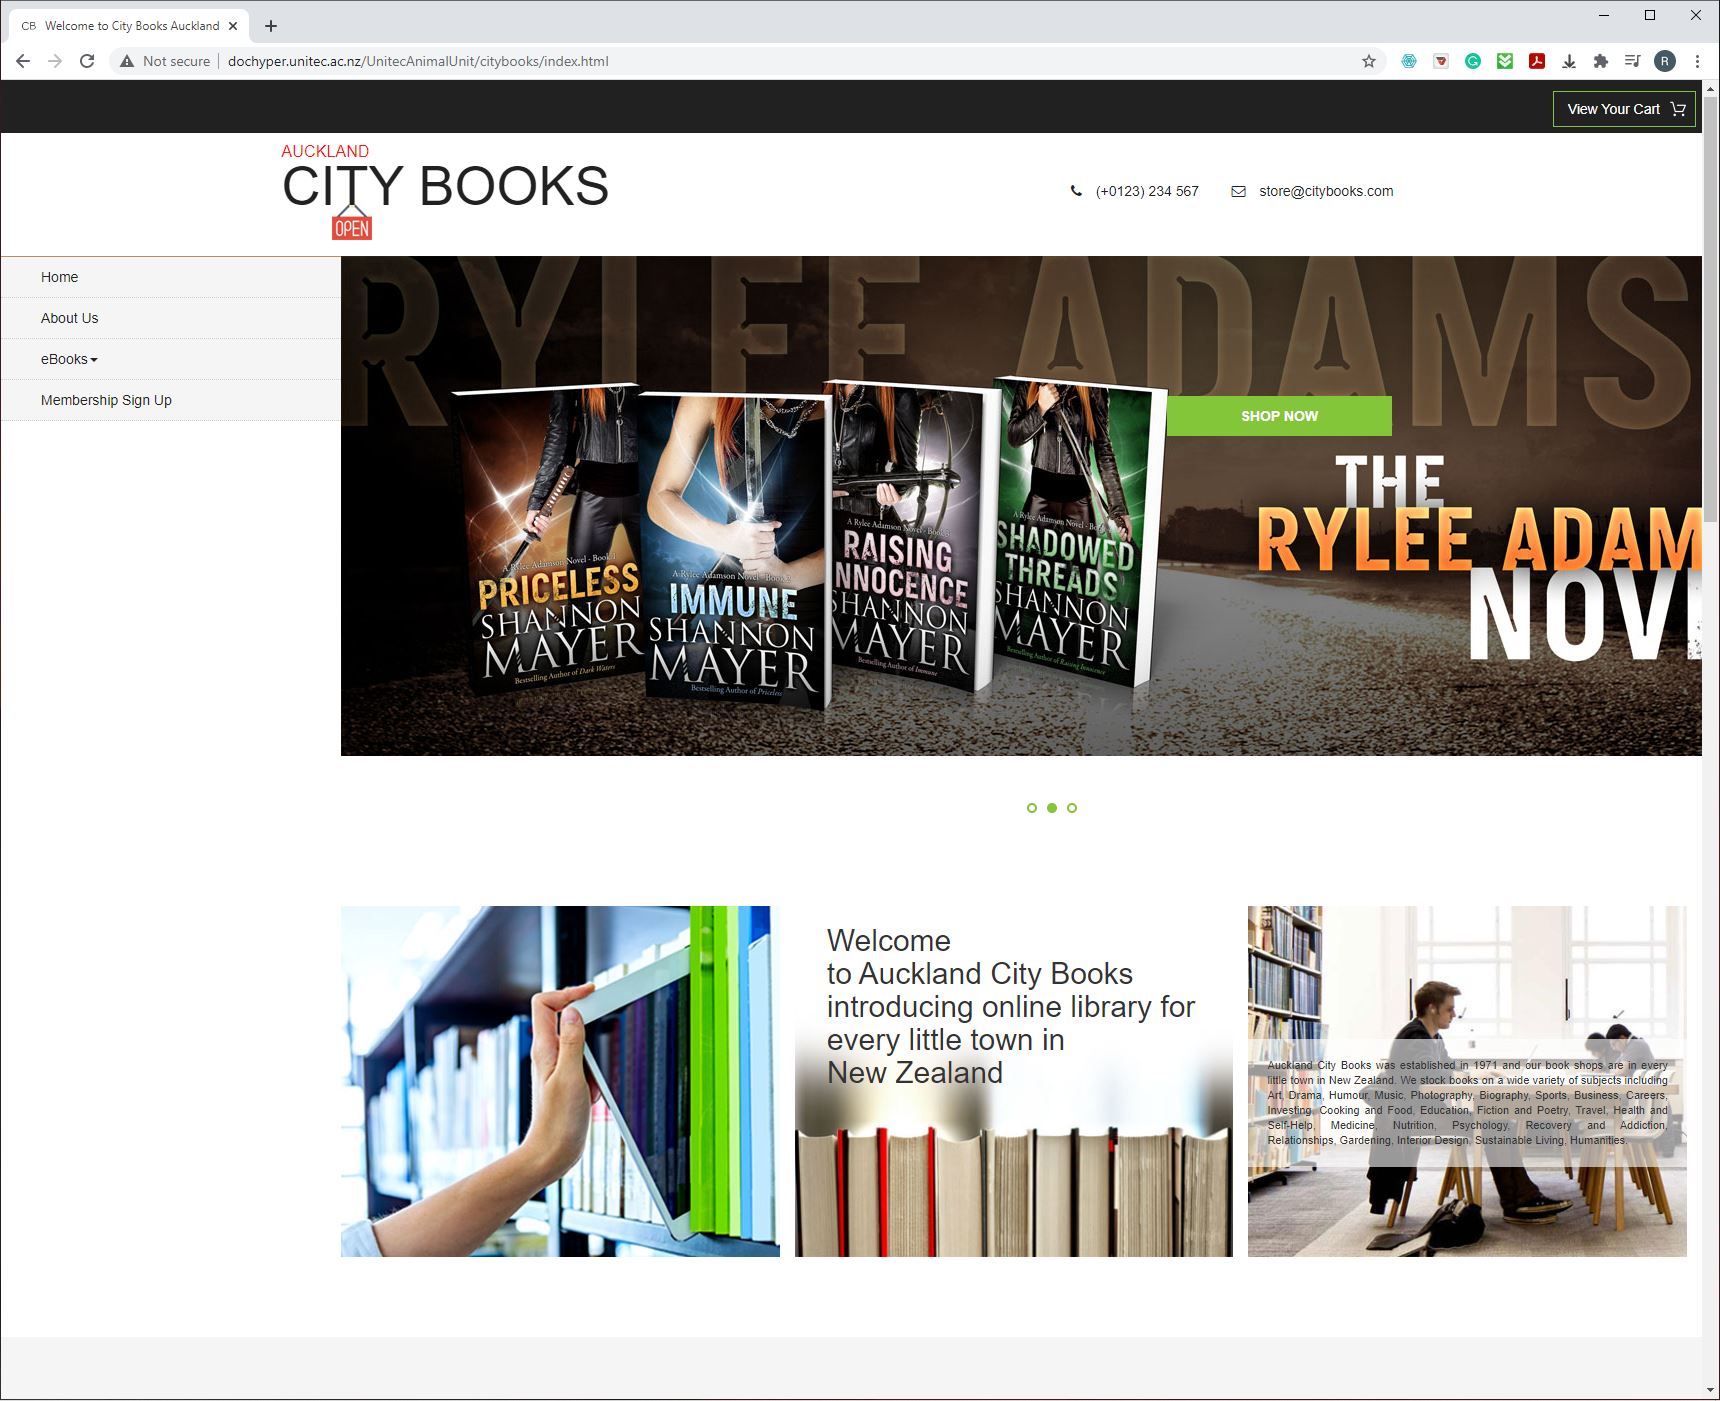 CB Welcome to City Books Auckland
Not secure dochyper.unitec.ac.nz/UnitecAnimalUnit/citybooks/index.html
R
View Your Cart
AUCKLAND
CITY BOOKS
OPEN
(+0123) 234 567 store@citybooks.com
Home
About Us
eBooks
Membership Sign Up
RYLEE ADAMS
SHOP NOW
THE
RYLEE ADAM
NOV
A Rylee Adamson Novel - Book 1
PRICELESS
SHANNON
MAYER
Bestselling Author of Dark Waters
A Rylee Adamson Novel - Book 2
IMMUNE
SHANNON
MAYER
Bestselling Author of Priceless
A Rylee Adamson Novel - Book 3
RAISING
NNOCENCE
SHANNON
MAYER
Bestselling Author of Immune
A Rylee Adamson Novel - Book
SHADOWED
THREADS
SHANNON
MAYER
Bestselling Author of Raising Innocence
Welcome
to Auckland City Books
introducing online library for
every little town in
New Zealand
Auckland City Books was established in 1971 and our book shops are in every
little town in New Zealand. We stock books on a wide variety of subjects including
Art, Drama, Humour, Music, Photography, Biography, Sports, Business, Careers,
Investing, Cooking and Food, Education, Fiction and Poetry, Travel, Health and
Self-Help, Medicine, Nutrition, Psychology, Recovery and Addiction,
Relationships, Gardening, Interior Design, Sustainable Living, Humanities.